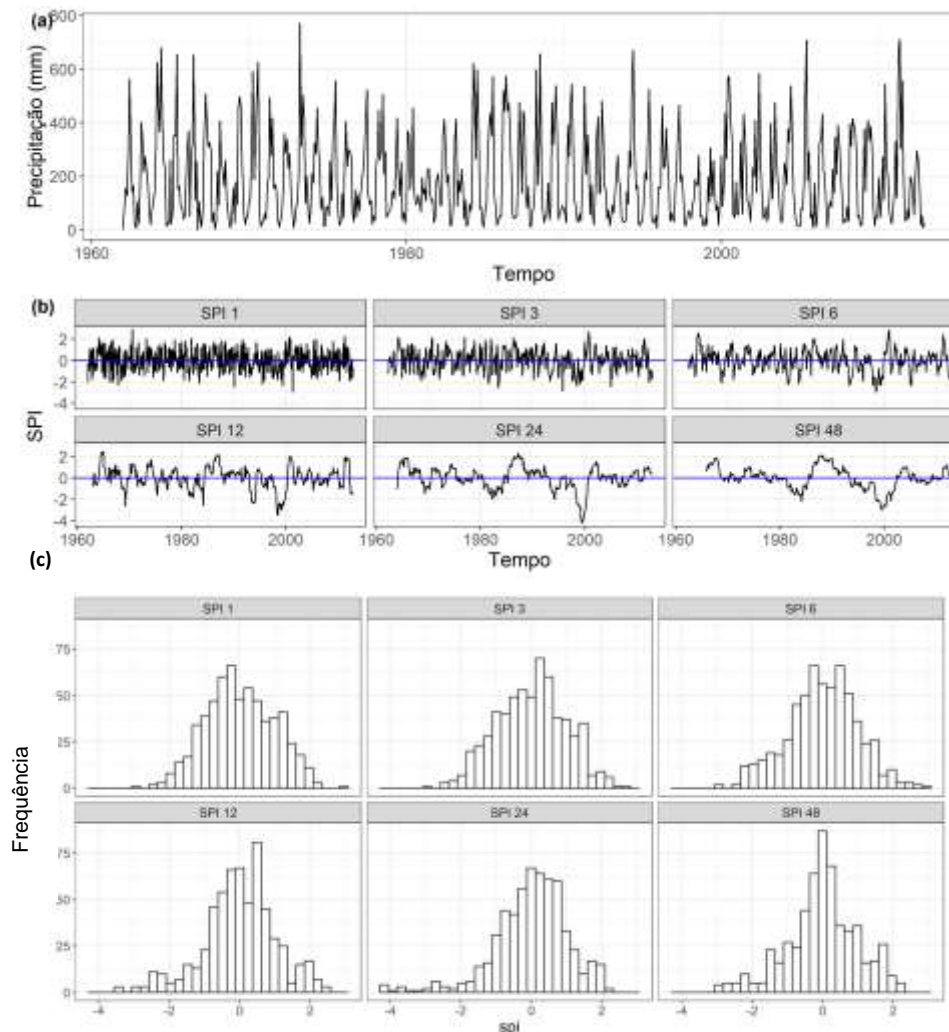 (a)
Precipitação (mm)
800
600
400
200
0
1960
1980
2000
Tempo
(b)
SPI
SPI 1
SPI 3
SPI 6
2
0
-2
-4
SPI 12
SPI 24
SPI 48
2
0
-2
-4
1960
1980
2000
1960
1980
2000
1960
1980
2000
Tempo
(c)
Frequência
SPI 1
SPI 3
SPI 6
75
50
25
0
SPI 12
SPI 24
SPI 48
75
50
25
0
-4
-2
0
2
-4
-2
0
2
-4
-2
0
2
spi